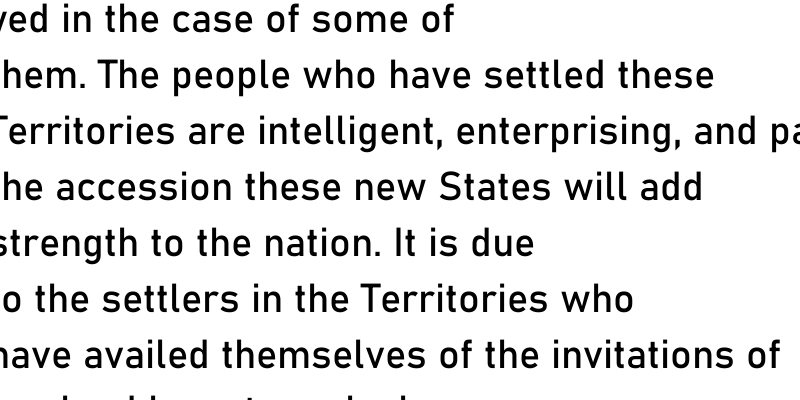 ved in the case of some of
hem. The people who have settled these
Territories are intelligent, enterprising, and pa
he accession these new States will add
strength to the nation. It is due
o the settlers in the Territories who
have availed themselves of the invitations of